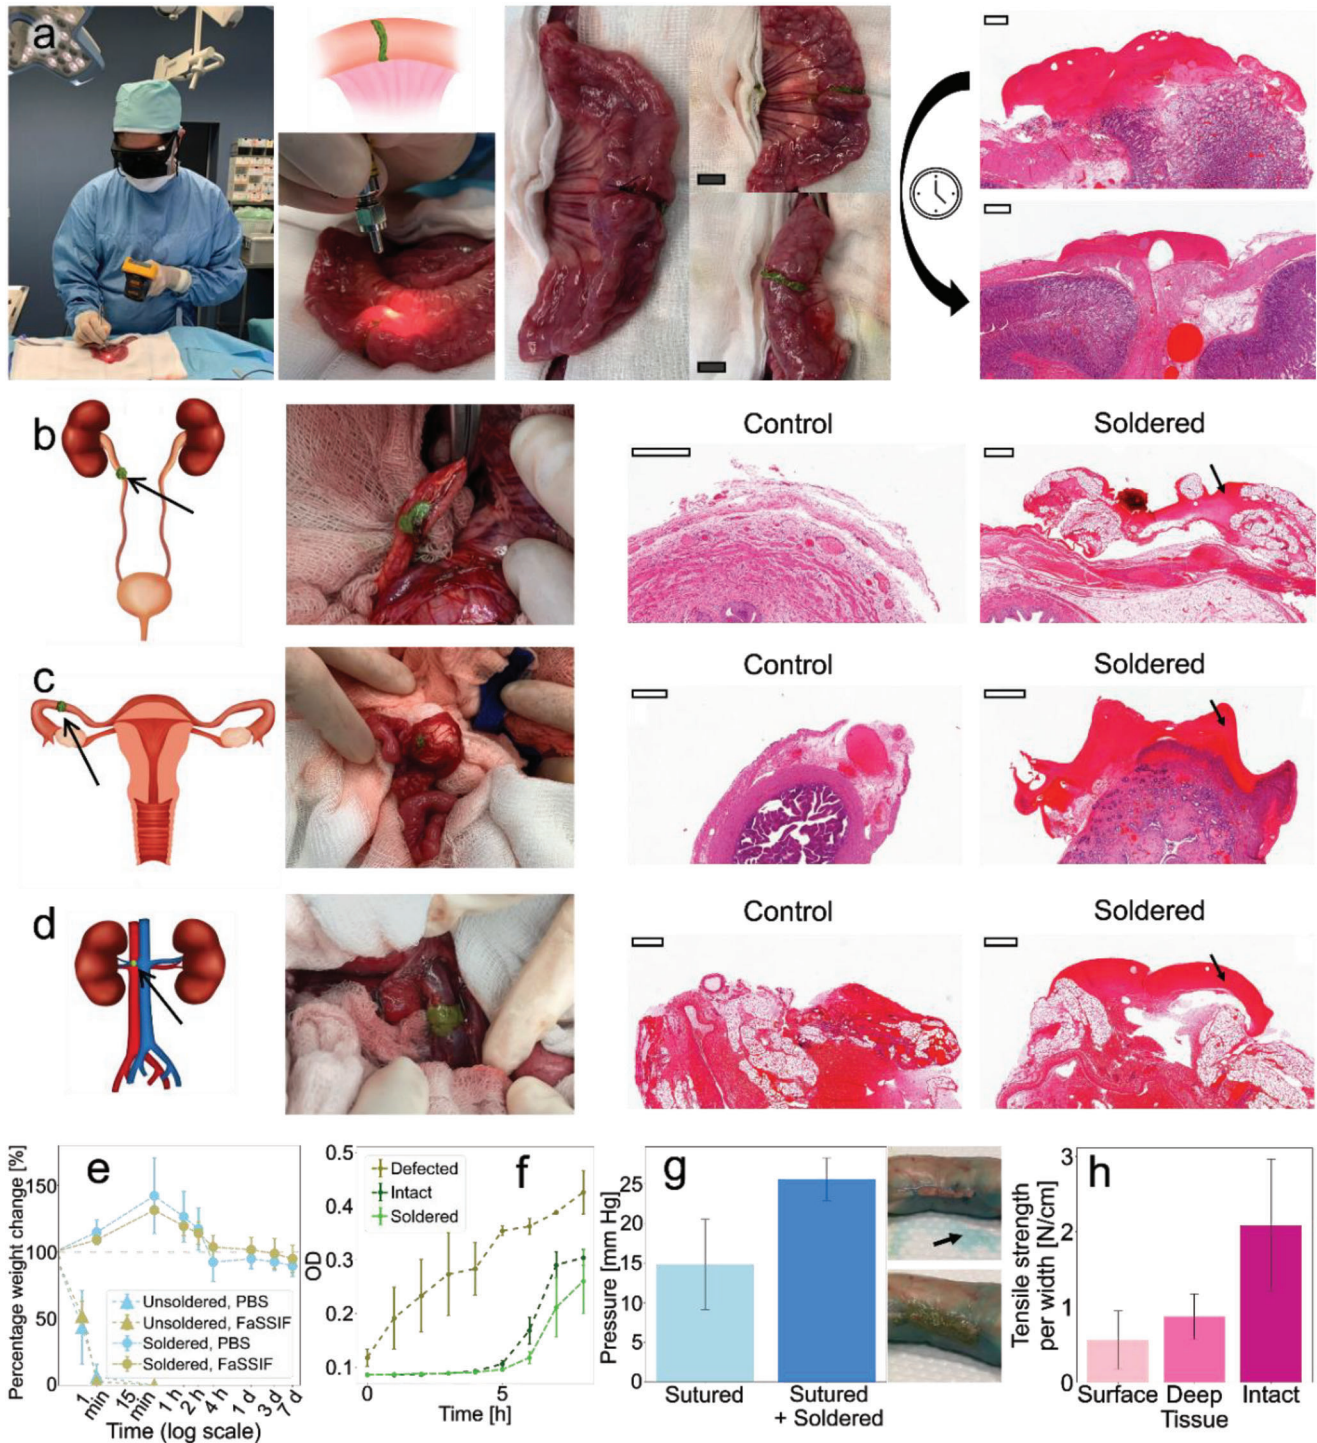 a
b
Control
Soldered
c
Control
Soldered
d
Control
Soldered
e
Percentage weight change [%]
150
100
50
0
Unsoldered, PBS
Unsoldered, FaSSIF
Soldered, PBS
Soldered, FaSSIF
1 min
15 min
1 h
2 h
4 h
1 d
3 d
7 d
Time (log scale)
f
OD
0.5
0.4
0.3
0.2
0.1
Defected
Intact
Soldered
0
5
Time [h]
g
Pressure [mm Hg]
25
20
15
10
5
0
Sutured
Sutured
+ Soldered
h
Tensile strength
per width [N/cm]
3
2
1
0
Surface
Deep
Tissue
Intact